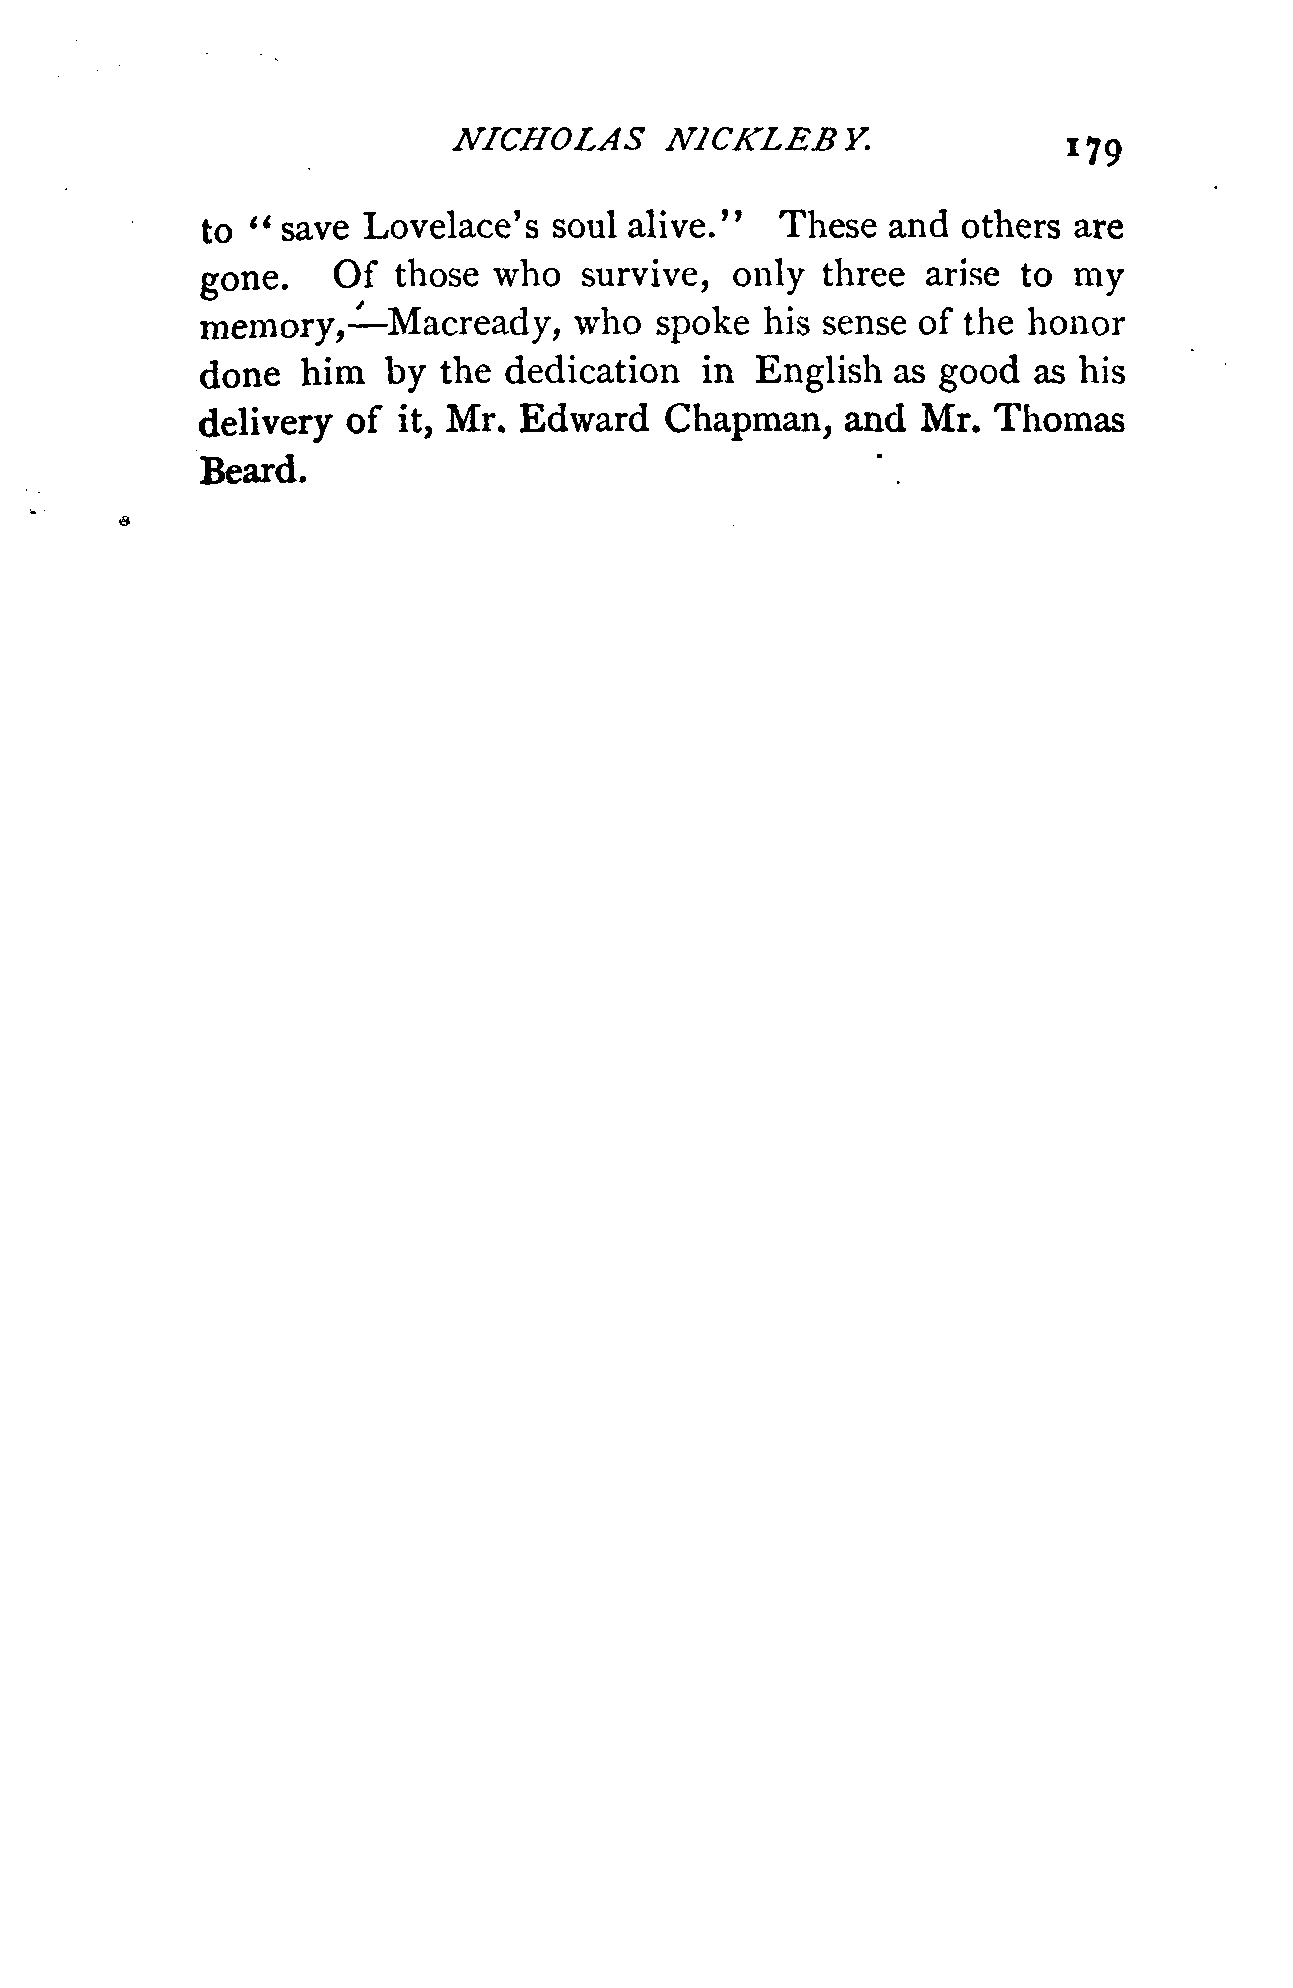 NICHOLAS NICKLEBY. 179
to "save Lovelace's soul alive." These and others are
gone. Of those who survive, only three arise to my
memory,—Macready, who spoke his sense of the honor
done him by the dedication in English as good as his
delivery of it, Mr. Edward Chapman, and Mr. Thomas
Beard.